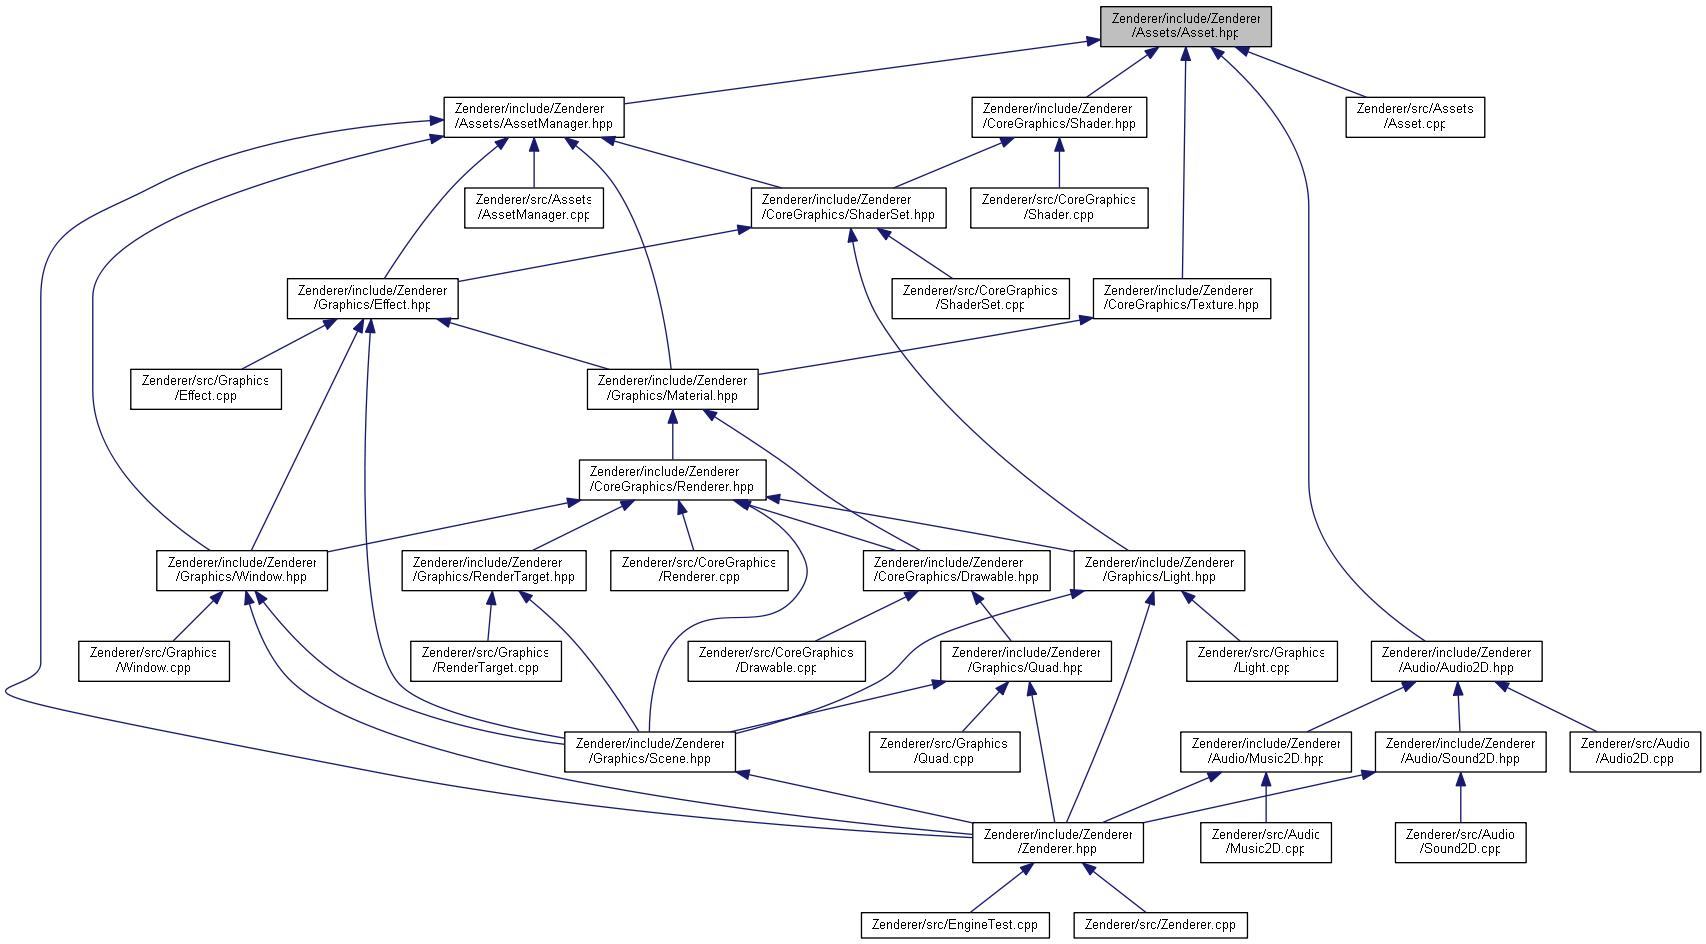 Zenderer/include/Zenderer
/Assets/Asset.hpp
Zenderer/include/Zenderer
/Assets/AssetManager.hpp
Zenderer/include/Zenderer
/CoreGraphics/Shader.hpp
Zenderer/src/Assets
/Asset.cpp
Zenderer/src/Assets
/AssetManager.cpp
Zenderer/include/Zenderer
/CoreGraphics/ShaderSet.hpp
Zenderer/src/CoreGraphics
/Shader.cpp
Zenderer/include/Zenderer
/Graphics/Effect.hpp
Zenderer/src/CoreGraphics
/ShaderSet.cpp
Zenderer/include/Zenderer
/CoreGraphics/Texture.hpp
Zenderer/src/Graphics
/Effect.cpp
Zenderer/include/Zenderer
/Graphics/Material.hpp
Zenderer/include/Zenderer
/CoreGraphics/Renderer.hpp
Zenderer/include/Zenderer
/Graphics/Window.hpp
Zenderer/include/Zenderer
/Graphics/RenderTarget.hpp
Zenderer/src/CoreGraphics
/Renderer.cpp
Zenderer/include/Zenderer
/CoreGraphics/Drawable.hpp
Zenderer/include/Zenderer
/Graphics/Light.hpp
Zenderer/src/Graphics
/Window.cpp
Zenderer/src/Graphics
/RenderTarget.cpp
Zenderer/src/CoreGraphics
/Drawable.cpp
Zenderer/include/Zenderer
/Graphics/Quad.hpp
Zenderer/src/Graphics
/Light.cpp
Zenderer/include/Zenderer
/Audio/Audio2D.hpp
Zenderer/include/Zenderer
/Graphics/Scene.hpp
Zenderer/src/Graphics
/Quad.cpp
Zenderer/include/Zenderer
/Audio/Music2D.hpp
Zenderer/include/Zenderer
/Audio/Sound2D.hpp
Zenderer/src/Audio
/Audio2D.cpp
Zenderer/include/Zenderer
/Zenderer.hpp
Zenderer/src/Audio
/Music2D.cpp
Zenderer/src/Audio
/Sound2D.cpp
Zenderer/src/EngineTest.cpp
Zenderer/src/Zenderer.cpp